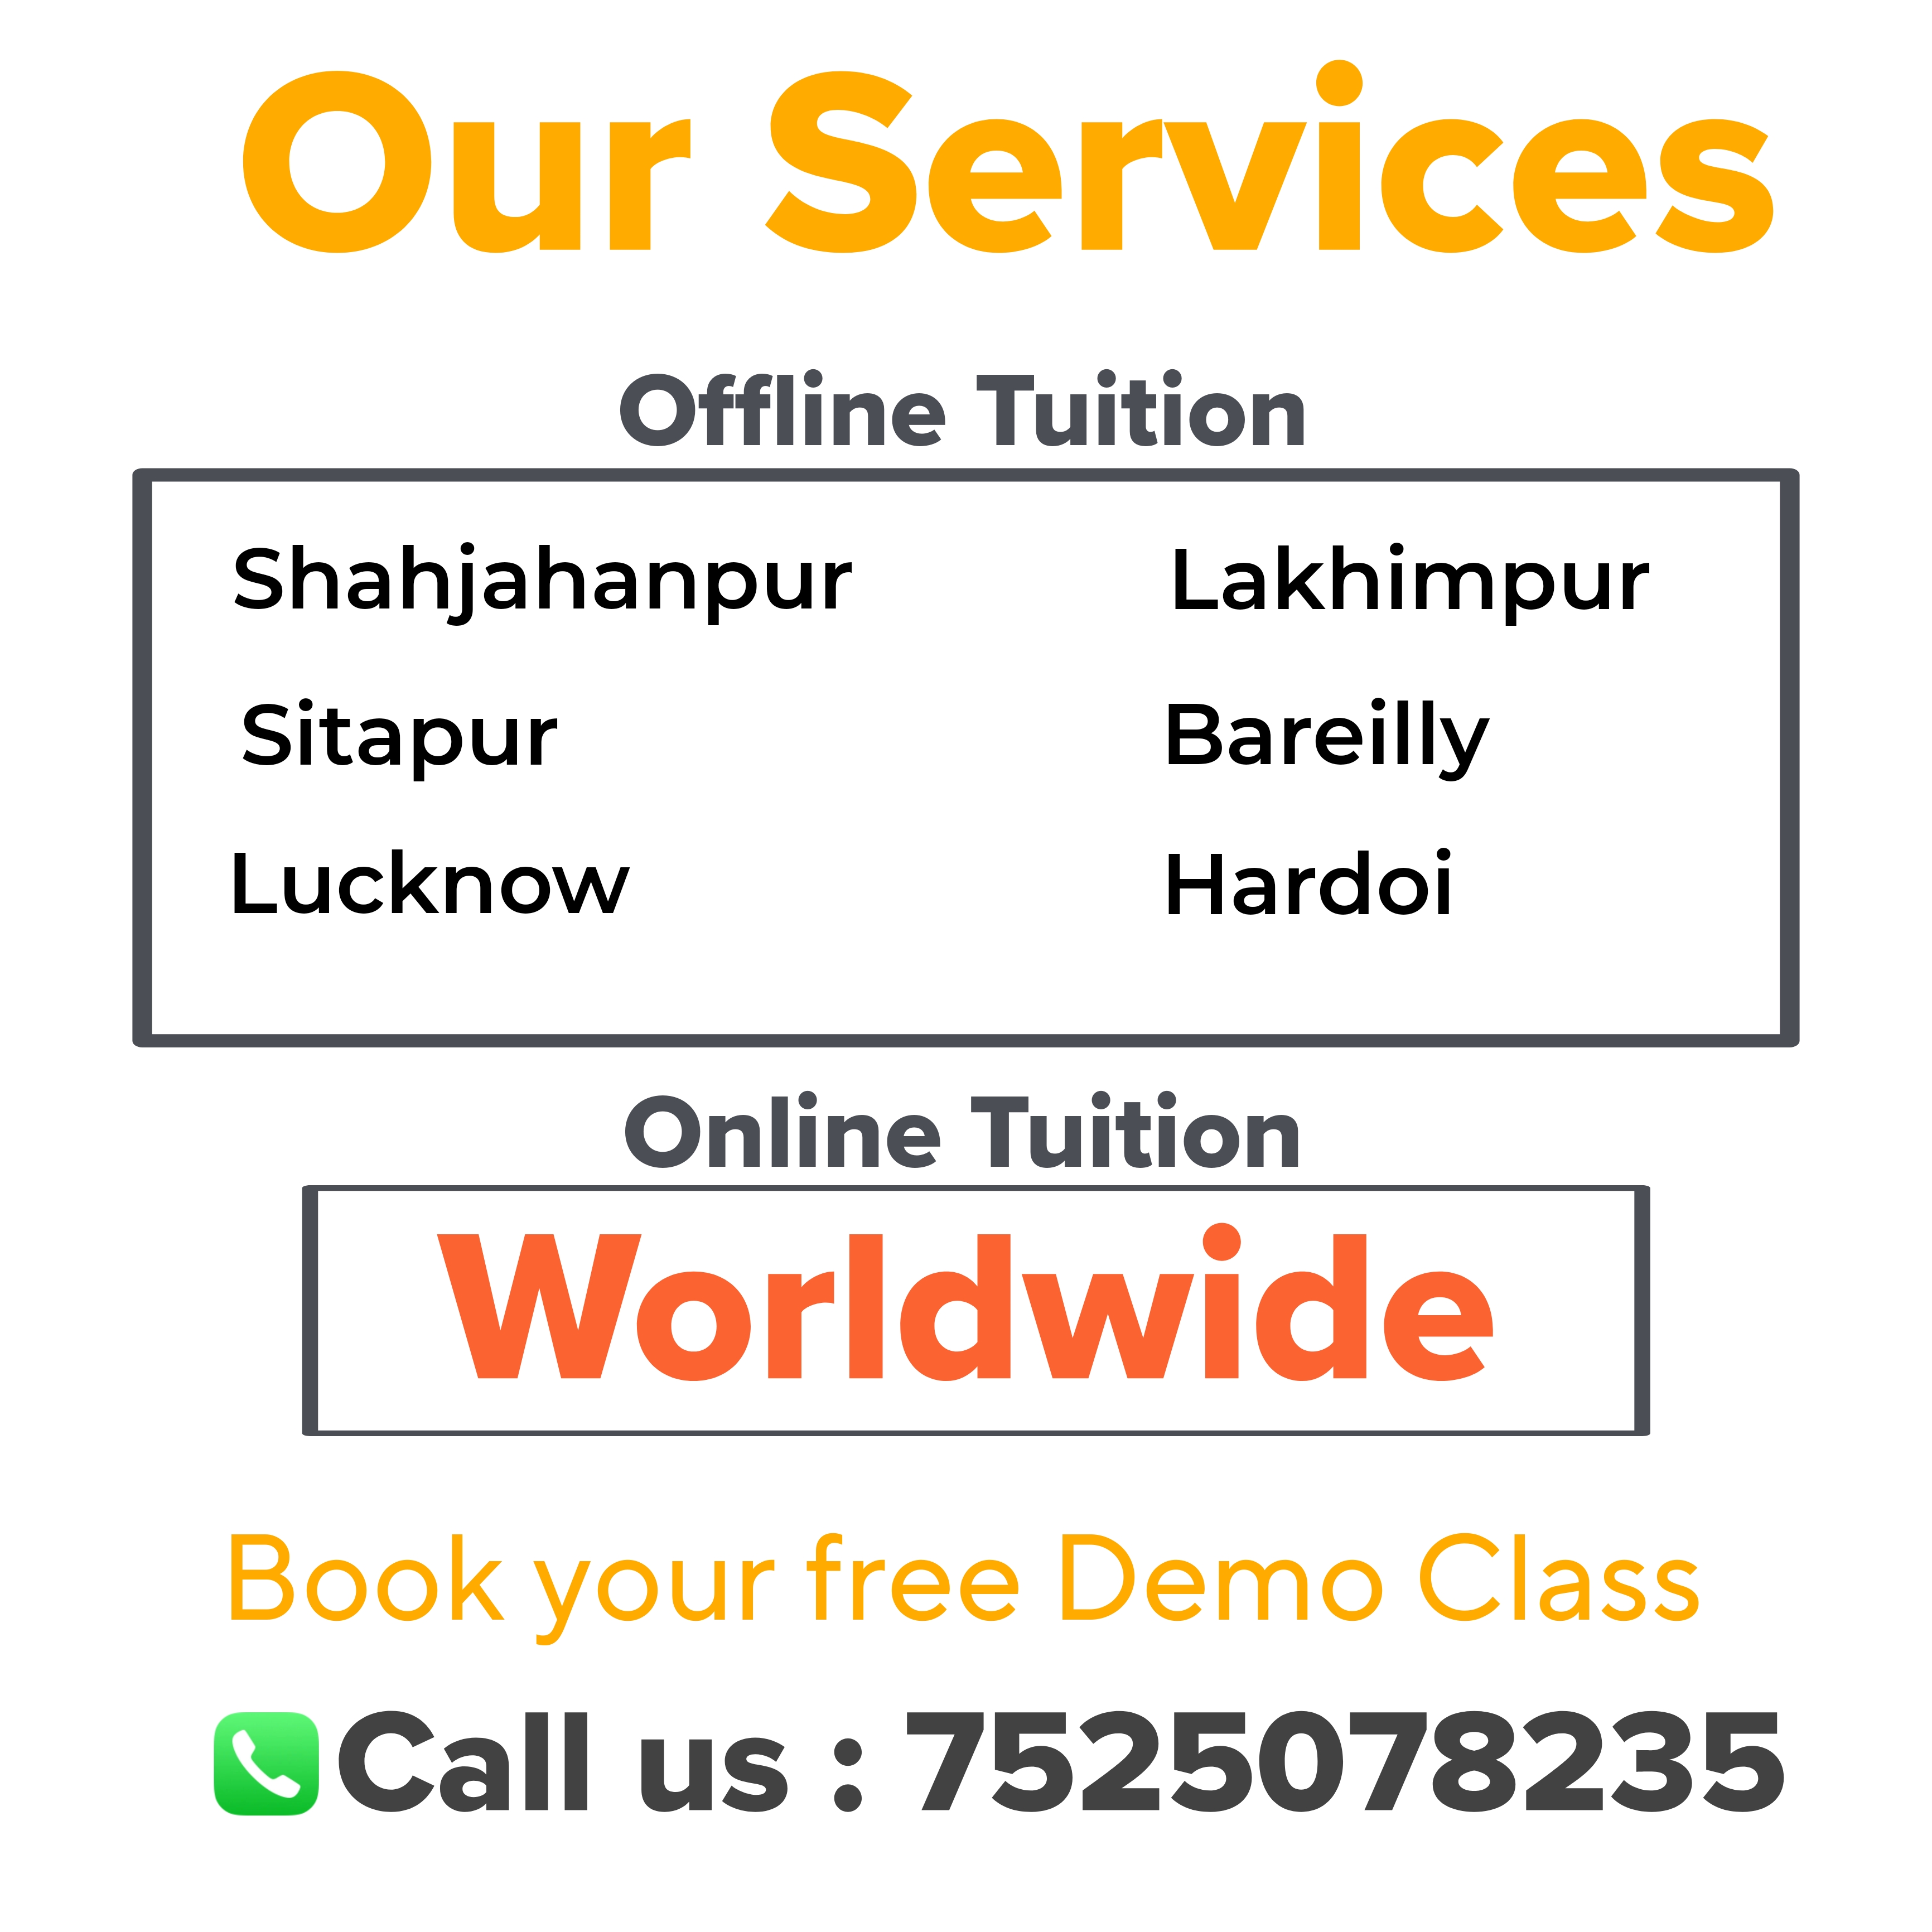 Our Services
Offline Tuition
Shahjahanpur Lakhimpur
Sitapur Bareilly
Lucknow Hardoi
Online Tuition
Worldwide
Book your free Demo Class
Call us : 7525078235